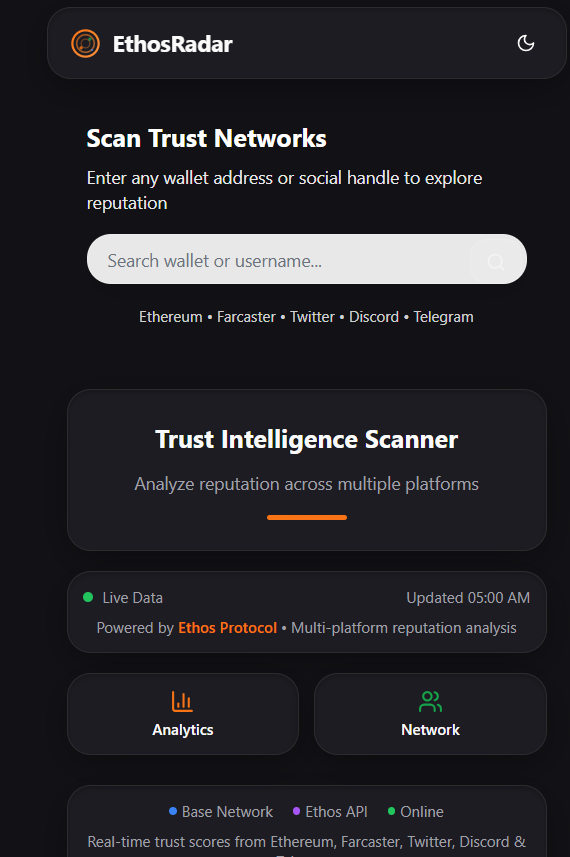 EthosRadar
Scan Trust Networks
Enter any wallet address or social handle to explore
reputation
Search wallet or username...
Ethereum • Farcaster • Twitter • Discord • Telegram
Trust Intelligence Scanner
Analyze reputation across multiple platforms
Live Data
Updated 05:00 AM
Powered by Ethos Protocol • Multi-platform reputation analysis
Analytics
Network
Base Network
Ethos API
Online
Real-time trust scores from Ethereum, Farcaster, Twitter, Discord &